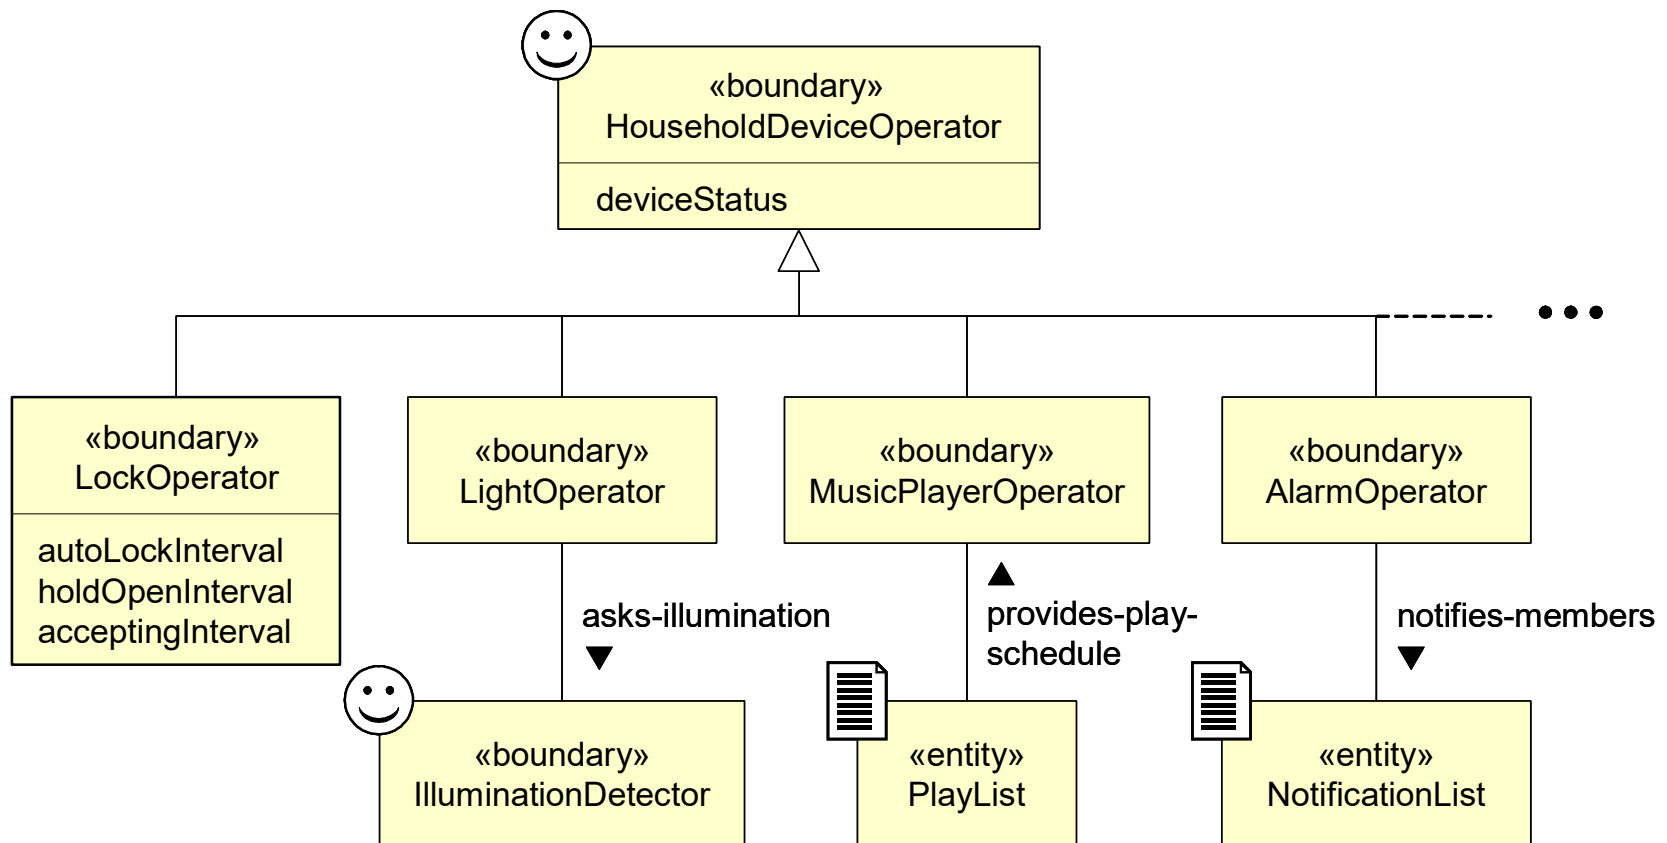 «boundary»
HouseholdDeviceOperator
deviceStatus
«boundary»
LockOperator
autoLockInterval
holdOpenInterval
acceptingInterval
«boundary»
LightOperator
«boundary»
MusicPlayerOperator
«boundary»
AlarmOperator
asks-illumination
provides-play-
schedule
notifies-members
«boundary»
IlluminationDetector
«entity»
PlayList
«entity»
NotificationList